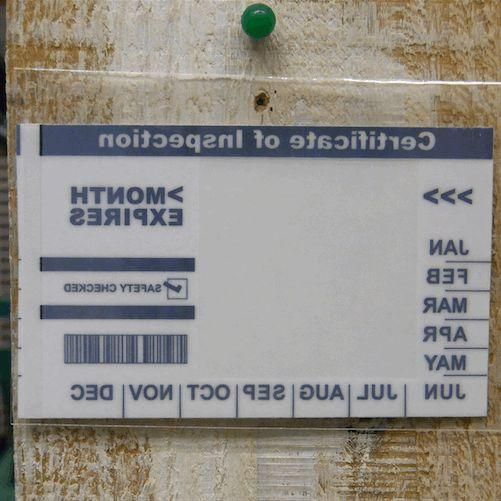 Certificate of Inspection
>>>
>MONTH
EXPIRES
JAN
FEB
MAR
APR
MAY
SAFETY CHECKED
JUN | JUL | AUG | SEP | OCT | NOV | DEC